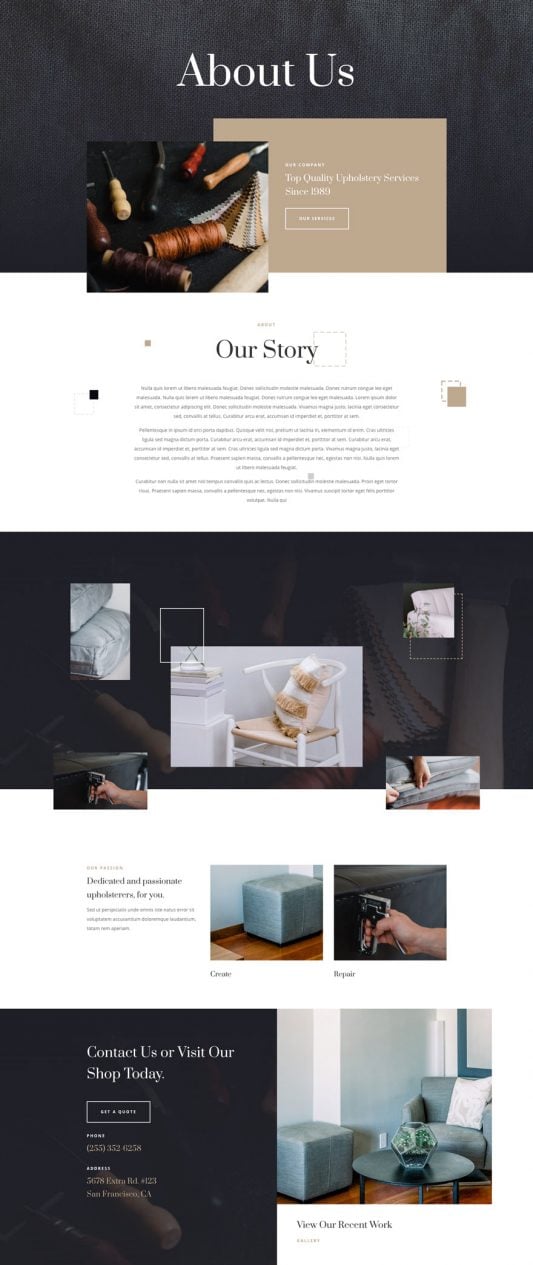 About Us
OUR COMPANY
Top Quality Upholstery Services
Since 1989
OUR SERVICES
ABOUT
Our Story
Nulla quis lorem ut libero malesuada feugiat. Donec sollicitudin molestie malesuada. Donec rutrum congue leo eget
malesuada. Nulla quis lorem ut libero malesuada feugiat. Donec rutrum congue leo eget malesuada. Lorem ipsum dolor
sit amet, consectetur adipiscing elit. Donec sollicitudin molestie malesuada. Vivamus magna justo, lacinia eget consectetur
sed, convallis at tellus. Curabitur arcu erat, accumsan id imperdiet et, porttitor at sem.
Pellentesque in ipsum id orci porta dapibus. Quisque velit nisi, pretium ut lacinia in, elementum id enim. Cras ultricies
ligula sed magna dictum porta. Curabitur arcu erat, accumsan id imperdiet et, porttitor at sem. Curabitur arcu erat,
accumsan id imperdiet et, porttitor at sem. Cras ultricies ligula sed magna dictum porta. Vivamus magna justo, lacinia eget
consectetur sed, convallis at tellus. Praesent sapien massa, convallis a pellentesque nec, egestas non nisi. Nulla quis lorem
ut libero malesuada feugiat.
Curabitur non nulla sit amet nisl tempus convallis quis ac lectus. Donec sollicitudin molestie malesuada. Proin eget tortor
risus. Praesent sapien massa, convallis a pellentesque nec, egestas non nisi. Vivamus suscipit tortor eget felis porttitor
volutpat. Nulla qui
OUR PASSION
Dedicated and passionate
upholsterers, for you.
Sed ut perspiciatis unde omnis iste natus error sit
voluptatem accusantium doloremque laudantium,
totam rem aperiam.
Create
Repair
Contact Us or Visit Our
Shop Today.
GET A QUOTE
PHONE
(255) 352-6258
ADDRESS
5678 Extra Rd. #123
San Francisco, CA
View Our Recent Work
GALLERY